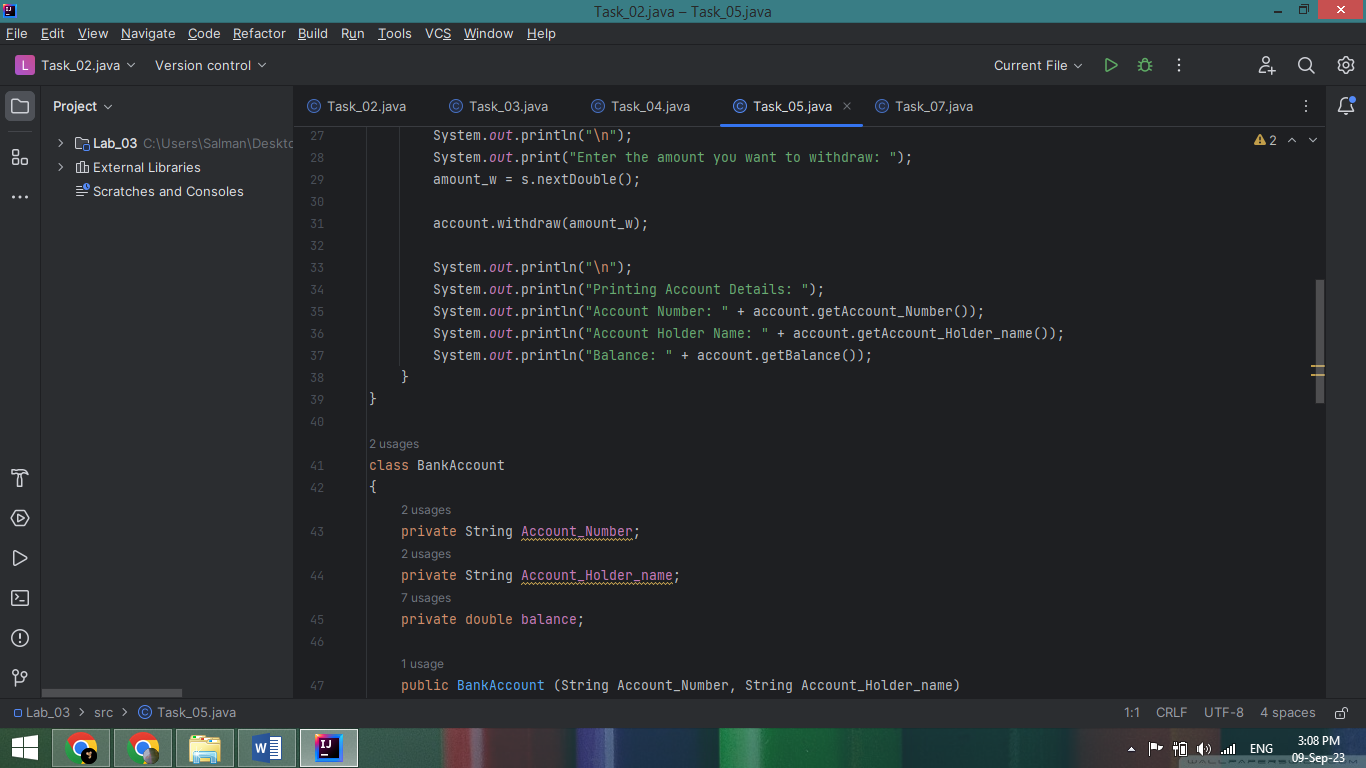 Task_02.java – Task_05.java
File Edit View Navigate Code Refactor Build Run Tools VCS Window Help
L Task_02.java Version control Current File
Project
Task_02.java Task_03.java Task_04.java Task_05.java Task_07.java
Lab_03 C:\Users\Salman\Deskto
External Libraries
Scratches and Consoles
2
27 System.out.println("\n");
28 System.out.print("Enter the amount you want to withdraw: ");
29 amount_w = s.nextDouble();
30
31 account.withdraw(amount_w);
32
33 System.out.println("\n");
34 System.out.println("Printing Account Details: ");
35 System.out.println("Account Number: " + account.getAccount_Number());
36 System.out.println("Account Holder Name: " + account.getAccount_Holder_name());
37 System.out.println("Balance: " + account.getBalance());
38 }
39 }
40
2 usages
41 class BankAccount
42 {
2 usages
43 private String Account_Number;
2 usages
44 private String Account_Holder_name;
7 usages
45 private double balance;
46
1 usage
47 public BankAccount (String Account_Number, String Account_Holder_name)
Lab_03 src Task_05.java 1:1 CRLF UTF-8 4 spaces
W IJ ENG 3:08 PM
09-Sep-23